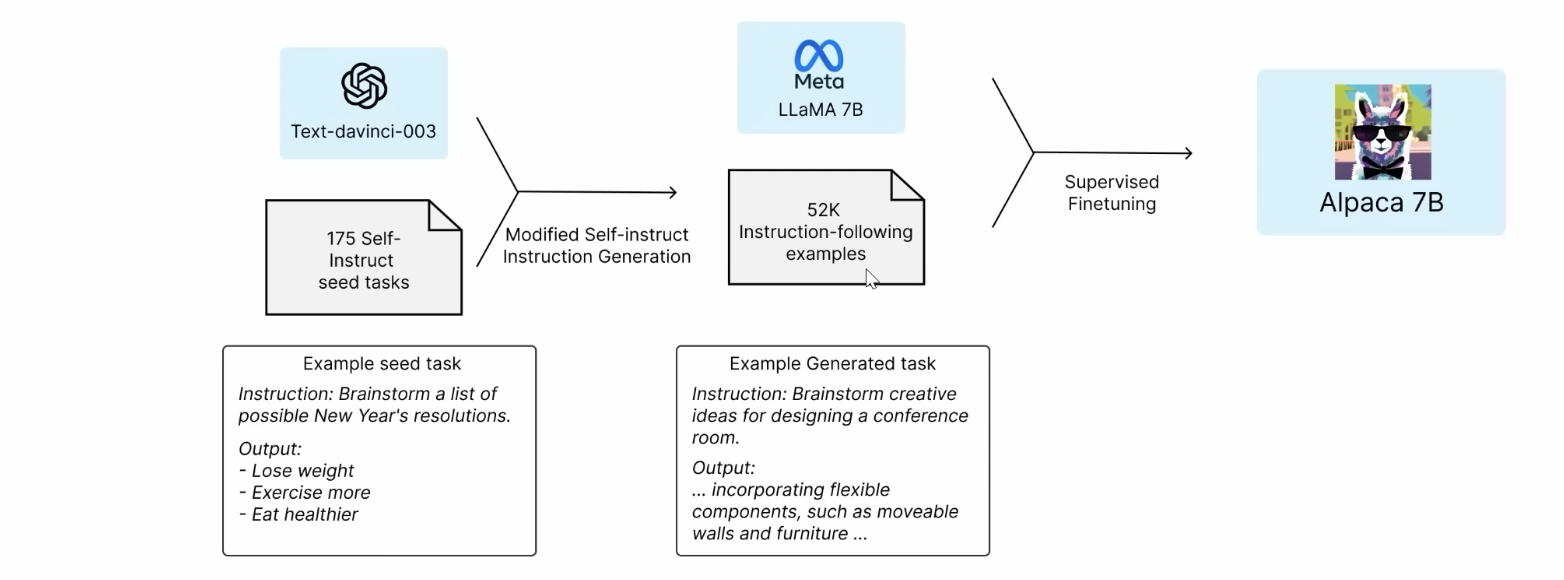 Text-davinci-003
175 Self-
Instruct
seed tasks
Modified Self-instruct
Instruction Generation
Meta
LLaMA 7B
52K
Instruction-following
examples
Supervised
Finetuning
Alpaca 7B
Example seed task
Instruction: Brainstorm a list of
possible New Year's resolutions.
Output:
- Lose weight
- Exercise more
- Eat healthier
Example Generated task
Instruction: Brainstorm creative
ideas for designing a conference
room.
Output:
... incorporating flexible
components, such as moveable
walls and furniture ...